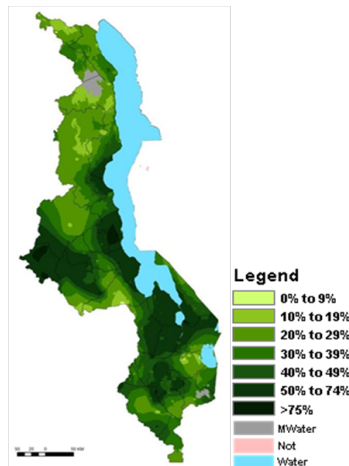 Legend
0% to 9%
10% to 19%
20% to 29%
30% to 39%
40% to 49%
50% to 74%
>75%
MWater
Not
Water